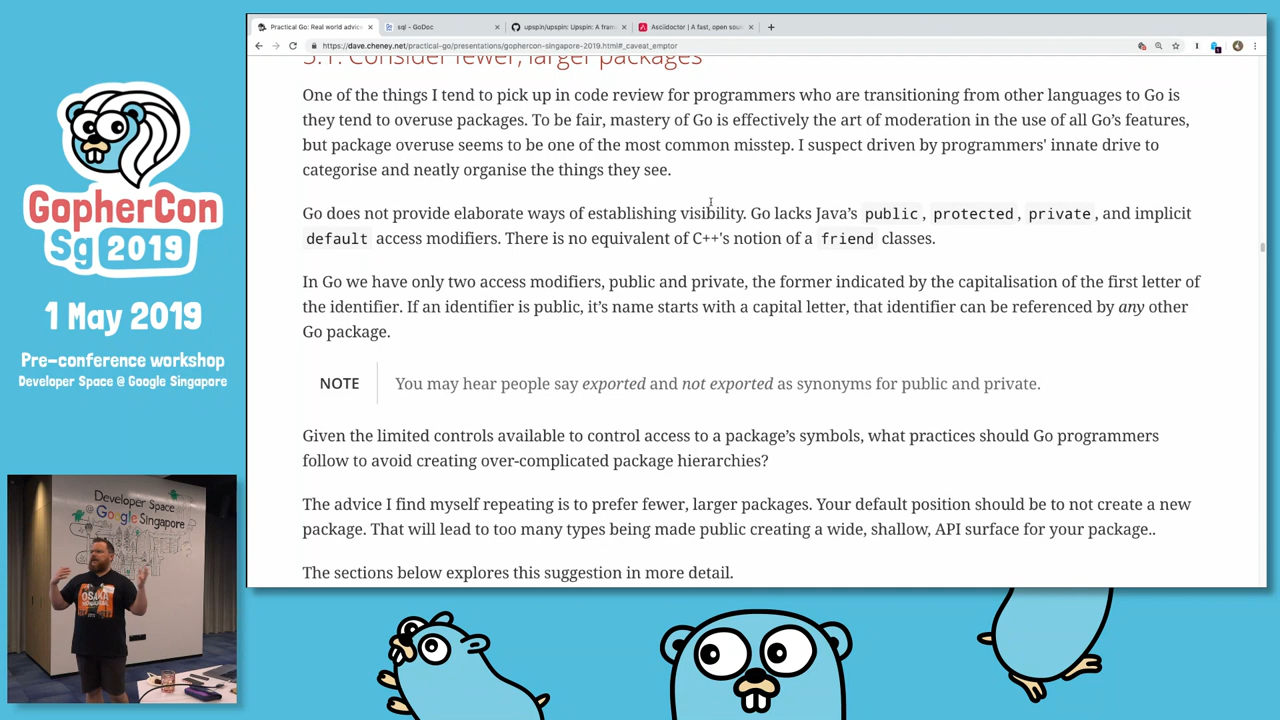 GopherCon
Sg 2019
1 May 2019
Pre-conference workshop
Developer Space @ Google Singapore
Developer Space
Google Singapore
OSAKA
Practical Go: Real world advice
sql - GoDoc
upspin/upspin: Upspin: A fram
Asciidoctor | A fast, open sou
https://dave.cheney.net/practical-go/presentations/gophercon-singapore-2019.html#_caveat_emptor
5.1. Consider fewer, larger packages
One of the things I tend to pick up in code review for programmers who are transitioning from other languages to Go is
they tend to overuse packages. To be fair, mastery of Go is effectively the art of moderation in the use of all Go’s features,
but package overuse seems to be one of the most common misstep. I suspect driven by programmers' innate drive to
categorise and neatly organise the things they see.
Go does not provide elaborate ways of establishing visibility. Go lacks Java’s public, protected, private, and implicit
default access modifiers. There is no equivalent of C++'s notion of a friend classes.
In Go we have only two access modifiers, public and private, the former indicated by the capitalisation of the first letter of
the identifier. If an identifier is public, it’s name starts with a capital letter, that identifier can be referenced by any other
Go package.
NOTE You may hear people say exported and not exported as synonyms for public and private.
Given the limited controls available to control access to a package’s symbols, what practices should Go programmers
follow to avoid creating over-complicated package hierarchies?
The advice I find myself repeating is to prefer fewer, larger packages. Your default position should be to not create a new
package. That will lead to too many types being made public creating a wide, shallow, API surface for your package..
The sections below explores this suggestion in more detail.